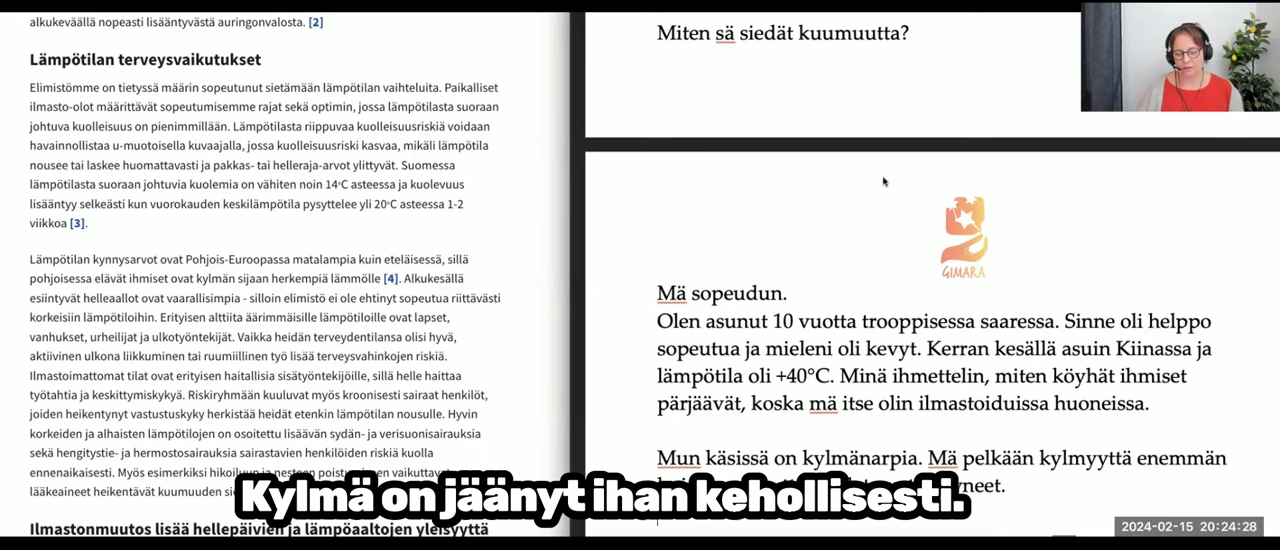 alkukeväällä nopeasti lisääntyvästä auringonvalosta. [2]
Lämpötilan terveysvaikutukset
Elimistömme on tietyssä määrin sopeutunut sietämään lämpötilan vaihteluita. Paikalliset
ilmasto-olot määrittävät sopeutumisemme rajat sekä optimin, jossa lämpötilasta suoraan
johtuva kuolleisuus on pienimmillään. Lämpötilasta riippuvaa kuolleisuusriskiä voidaan
havainnollistaa u-muotoisella kuvaajalla, jossa kuolleisuusriski kasvaa, mikäli lämpötila
nousee tai laskee huomattavasti ja pakkas- tai helleraja-arvot ylittyvät. Suomessa
lämpötilasta suoraan johtuvia kuolemia on vähiten noin 14°C asteessa ja kuolevuus
lisääntyy selkeästi kun vuorokauden keskilämpötila pysyttelee yli 20°C asteessa 1-2
viikkoa [3].
Lämpötilan kynnysarvot ovat Pohjois-Euroopassa matalampia kuin eteläisessä, sillä
pohjoisessa elävät ihmiset ovat kylmän sijaan herkempiä lämmölle [4]. Alkukesällä
esiintyvät helleaallot ovat vaarallisimpia - silloin elimistö ei ole ehtinyt sopeutua riittävästi
korkeisiin lämpötiloihin. Erityisen alttiita äärimmäisille lämpötiloille ovat lapset,
vanhukset, urheilijat ja ulkotyöntekijät. Vaikka heidän terveydentilansa olisi hyvä,
aktiivinen ulkona liikkuminen tai ruumiillinen työ lisää terveysvahinkojen riskiä.
Ilmastoimattomat tilat ovat erityisen haitallisia sisätyöntekijöille, sillä helle haittaa
työtahtia ja keskittymiskykyä. Riskiryhmään kuuluvat myös kroonisesti sairaat henkilöt,
joiden heikentynyt vastustuskyky herkistää heidät etenkin lämpötilan nousulle. Hyvin
korkeiden ja alhaisten lämpötilojen on osoitettu lisäävän sydän- ja verisuonisairauksia
sekä hengitystie- ja hermostosairauksia sairastavien henkilöiden riskiä kuolla
ennenaikaisesti. Myös esimerkiksi hikoiluun ja nesteen
lääkeaineet heikentävät kuumuuden
Ilmastonmuutos lisää hellepäivien ja lämpöaaltojen yleisyyttä
Miten sä siedät kuumuutta?
GIMARA
Mä sopeudun.
Olen asunut 10 vuotta trooppisessa saaressa. Sinne oli helppo
sopeutua ja mieleni oli kevyt. Kerran kesällä asuin Kiinassa ja
lämpötila oli +40°C. Minä ihmettelin, miten köyhät ihmiset
pärjäävät, koska mä itse olin ilmastoiduissa huoneissa.
Mun käsissä on kylmänarpia. Mä pelkään kylmyyttä enemmän
Kylmä on jäänyt ihan kehollisesti.
2024-02-15 20:24:28